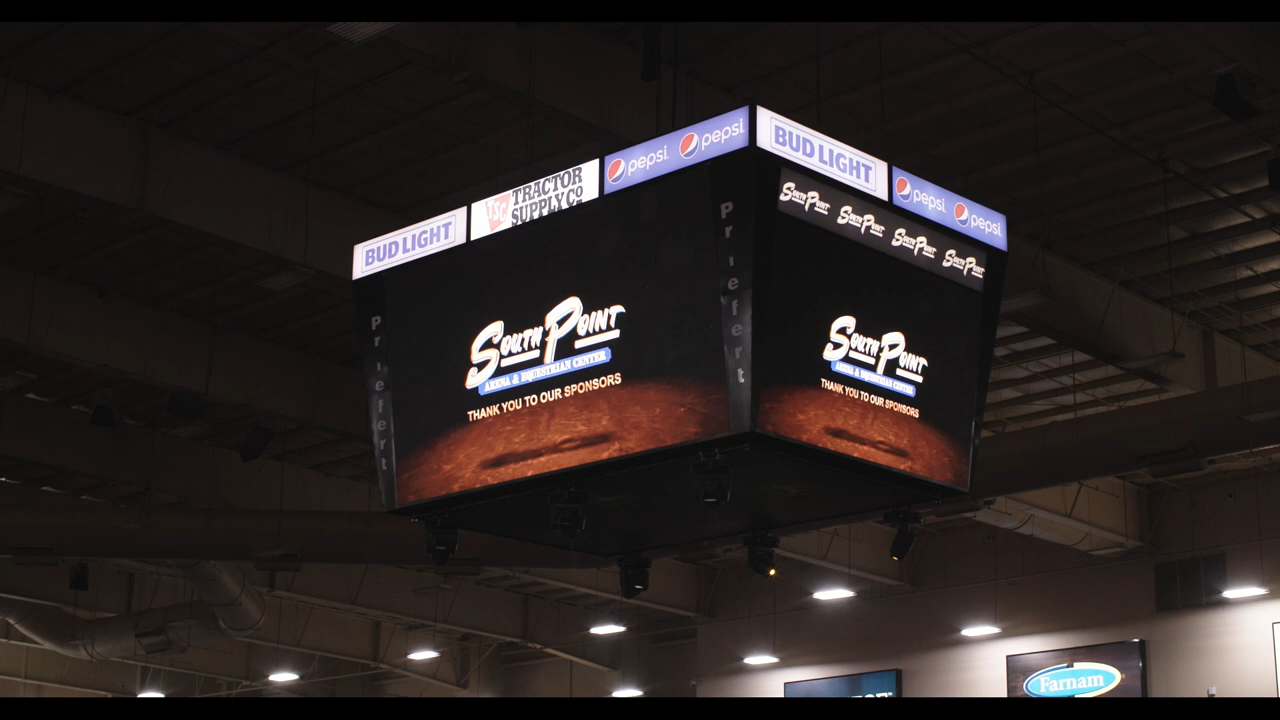 BUD LIGHT
TSC TRACTOR
SUPPLY CO
pepsi pepsi
BUD LIGHT
pepsi pepsi
Priefert
SOUTH POINT
ARENA & EQUESTRIAN CENTER
THANK YOU TO OUR SPONSORS
Priefert
SOUTH POINT SOUTH POINT SOUTH POINT SOUTH POINT
SOUTH POINT
ARENA & EQUESTRIAN CENTER
THANK YOU TO OUR SPONSORS
Farnam